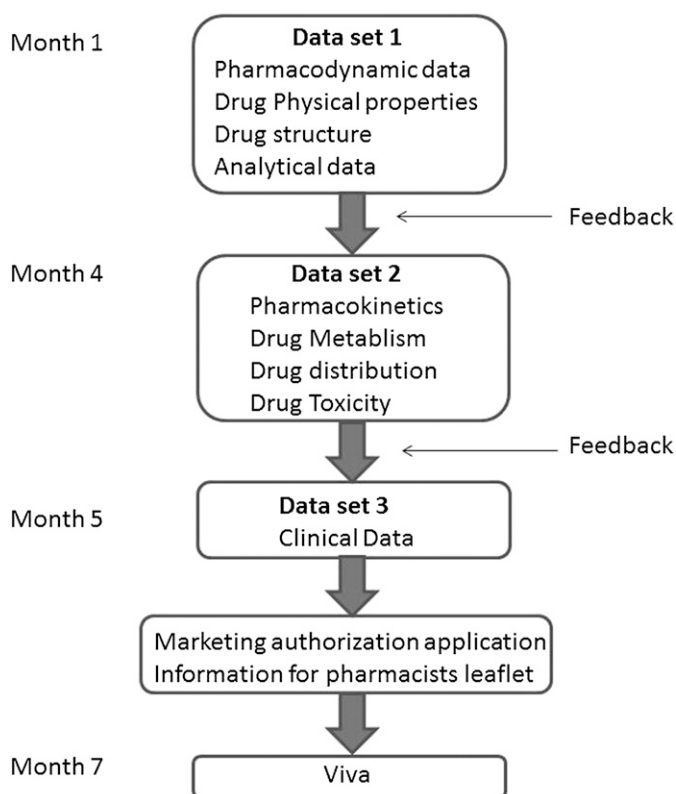 Month 1
Data set 1
Pharmacodynamic data
Drug Physical properties
Drug structure
Analytical data
Feedback
Month 4
Data set 2
Pharmacokinetics
Drug Metablism
Drug distribution
Drug Toxicity
Feedback
Month 5
Data set 3
Clinical Data
Marketing authorization application
Information for pharmacists leaflet
Month 7
Viva